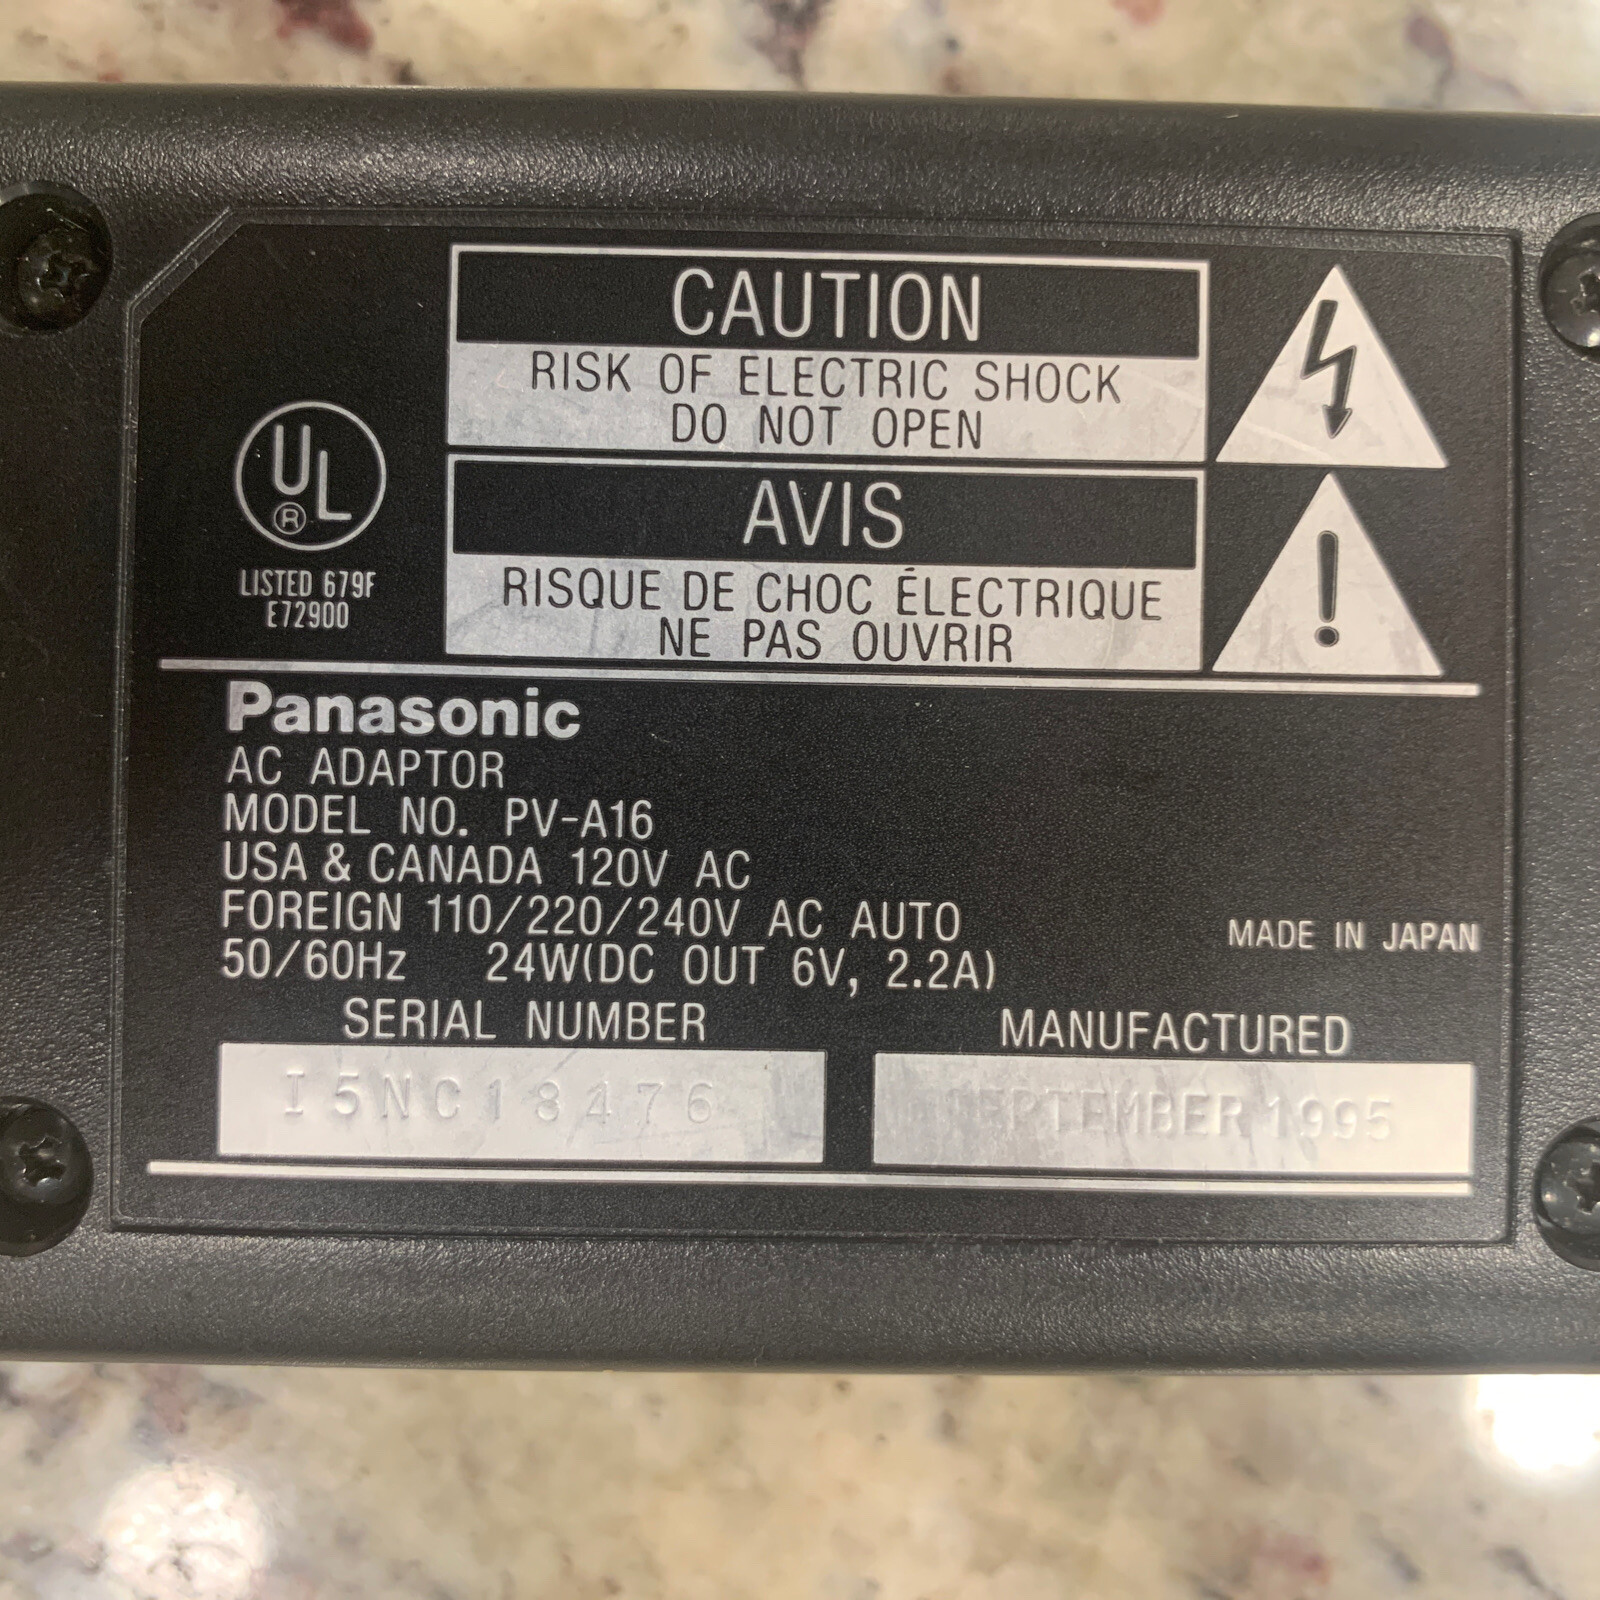 CAUTION
RISK OF ELECTRIC SHOCK
DO NOT OPEN
UL
®
LISTED 679F
E72900
AVIS
RISQUE DE CHOC ÉLECTRIQUE
NE PAS OUVRIR
!
Panasonic
AC ADAPTOR
MODEL NO. PV-A16
USA & CANADA 120V AC
FOREIGN 110/220/240V AC AUTO
50/60Hz 24W(DC OUT 6V, 2.2A)
MADE IN JAPAN
SERIAL NUMBER
I5NC18476
MANUFACTURED
SEPTEMBER 1995